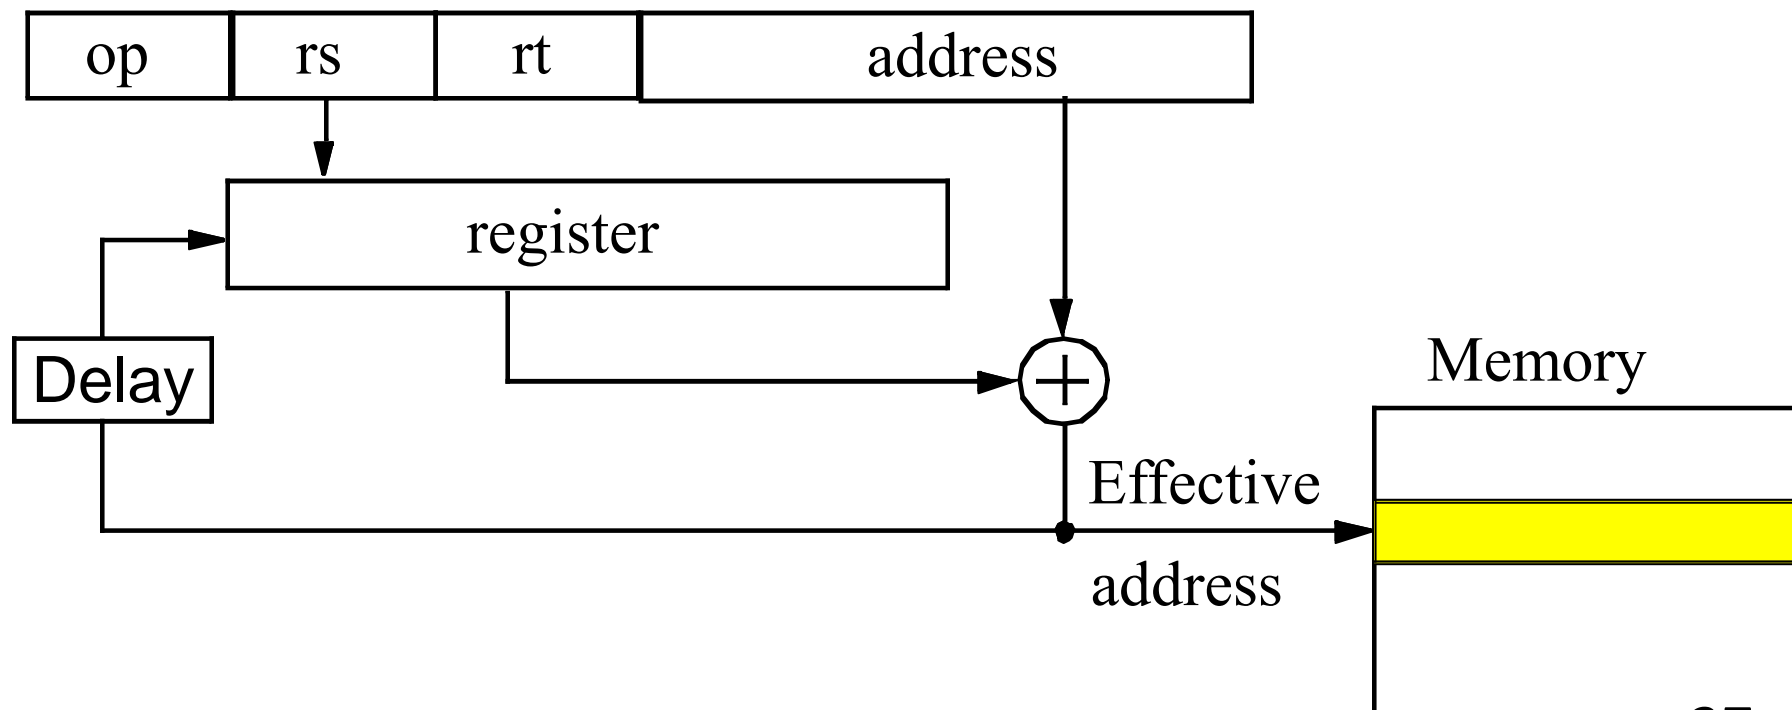 op rs rt address
register
Delay
Memory
Effective
address